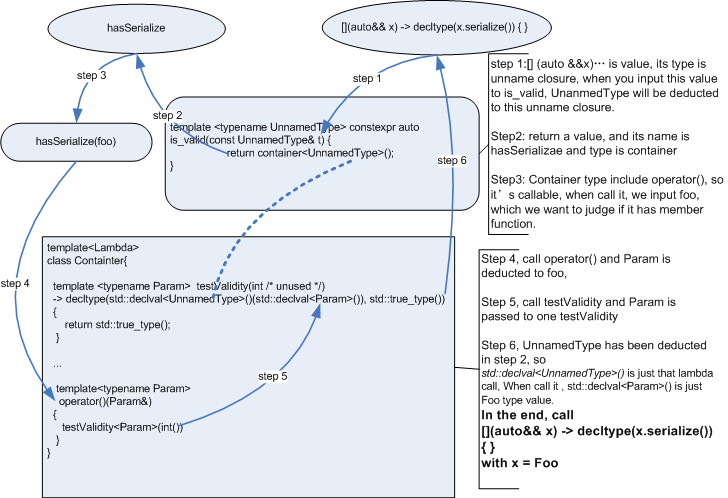 hasSerialize
[](auto&& x) -> decltype(x.serialize()) { }
step 1
step 3
step 2
hasSerialize(foo)
template <typename UnnamedType> constexpr auto
is_valid(const UnnamedType& t) {
return container<UnnamedType>();
}
step 6
step 1:[] (auto &&x)… is value, its type is
unname closure, when you input this value
to is_valid, UnanmedType will be deducted
to this unname closure.
Step2: return a value, and its name is
hasSerializae and type is container
Step3: Container type include operator(), so
it's callable, when call it, we input foo,
which we want to judge if it has member
function.
template<Lambda>
class Containter{
template <typename Param> testValidity(int /* unused */)
-> decltype(std::declval<UnnamedType>()(std::declval<Param>()), std::true_type())
{
return std::true_type();
}
...
template<typename Param>
operator()(Param&)
{
testValidity<Param>(int())
}
}
step 4
step 5
Step 4, call operator() and Param is
deducted to foo,
Step 5, call testValidity and Param is
passed to one testValidity
Step 6, UnnamedType has been deducted
in step 2, so
std::declval<UnnamedType>() is just that lambda
call, When call it , std::declval<Param>() is just
Foo type value.
In the end, call
[](auto&& x) -> decltype(x.serialize())
{ }
with x = Foo